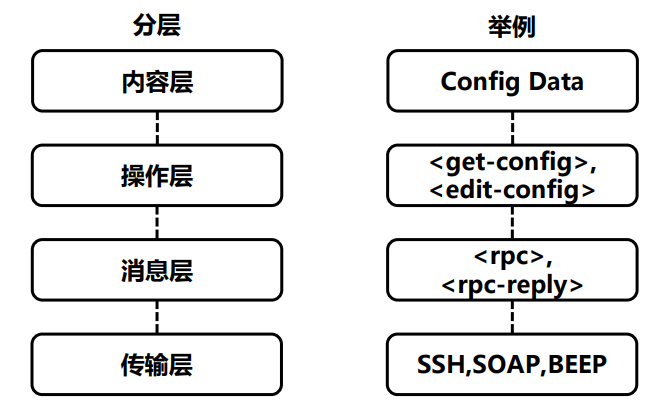 分层
举例
内容层
Config Data
操作层
<get-config>,
<edit-config>
消息层
<rpc>,
<rpc-reply>
传输层
SSH,SOAP,BEEP